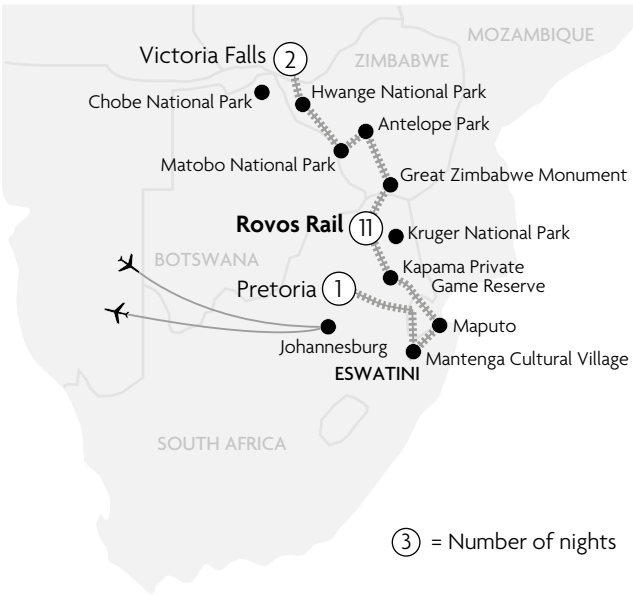 MOZAMBIQUE
Victoria Falls 2
ZIMBABWE
Hwange National Park
Chobe National Park
Antelope Park
Matobo National Park
Great Zimbabwe Monument
Rovos Rail 11
Kruger National Park
BOTSWANA
Kapama Private
Game Reserve
Pretoria 1
Maputo
Johannesburg
Mantenga Cultural Village
ESWATINI
SOUTH AFRICA
3 = Number of nights